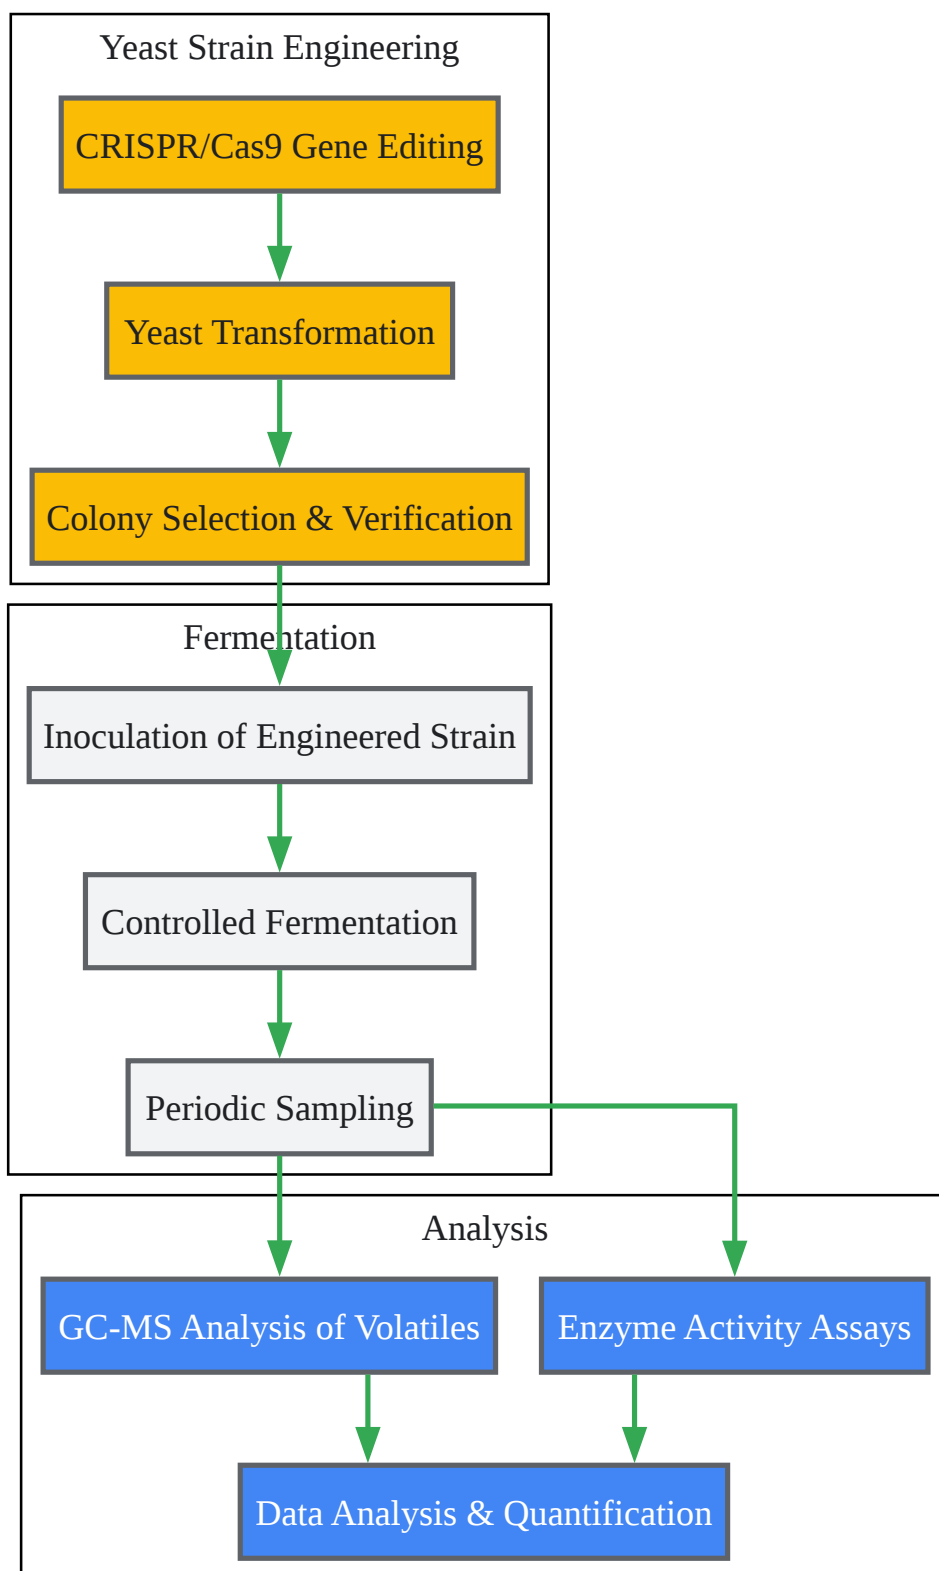 Yeast Strain Engineering
CRISPR/Cas9 Gene Editing
Yeast Transformation
Colony Selection & Verification
Fermentation
Inoculation of Engineered Strain
Controlled Fermentation
Periodic Sampling
Analysis
GC-MS Analysis of Volatiles
Enzyme Activity Assays
Data Analysis & Quantification